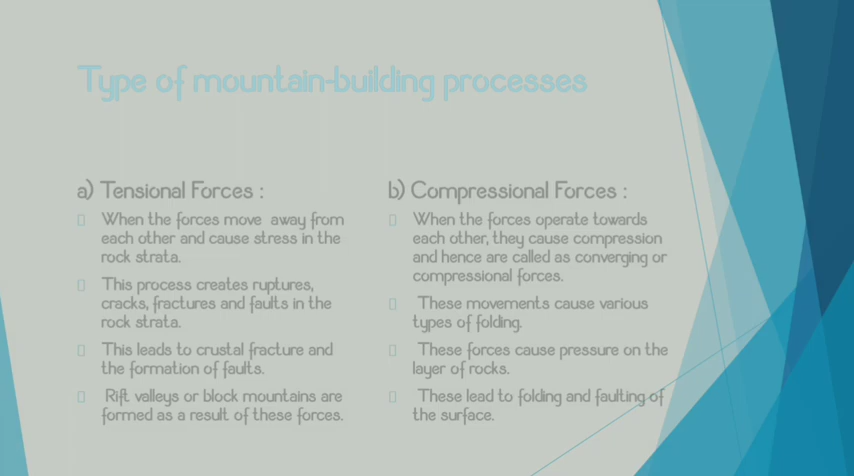 Type of mountain-building processes
a) Tensional Forces :
When the forces move away from
each other and cause stress in the
rock strata.
This process creates ruptures,
cracks, fractures and faults in the
rock strata.
This leads to crustal fracture and
the formation of faults.
Rift valleys or block mountains are
formed as a result of these forces.
b) Compressional Forces :
When the forces operate towards
each other, they cause compression
and hence are called as converging or
compressional forces.
These movements cause various
types of folding.
These forces cause pressure on the
layer of rocks.
These lead to folding and faulting of
the surface.